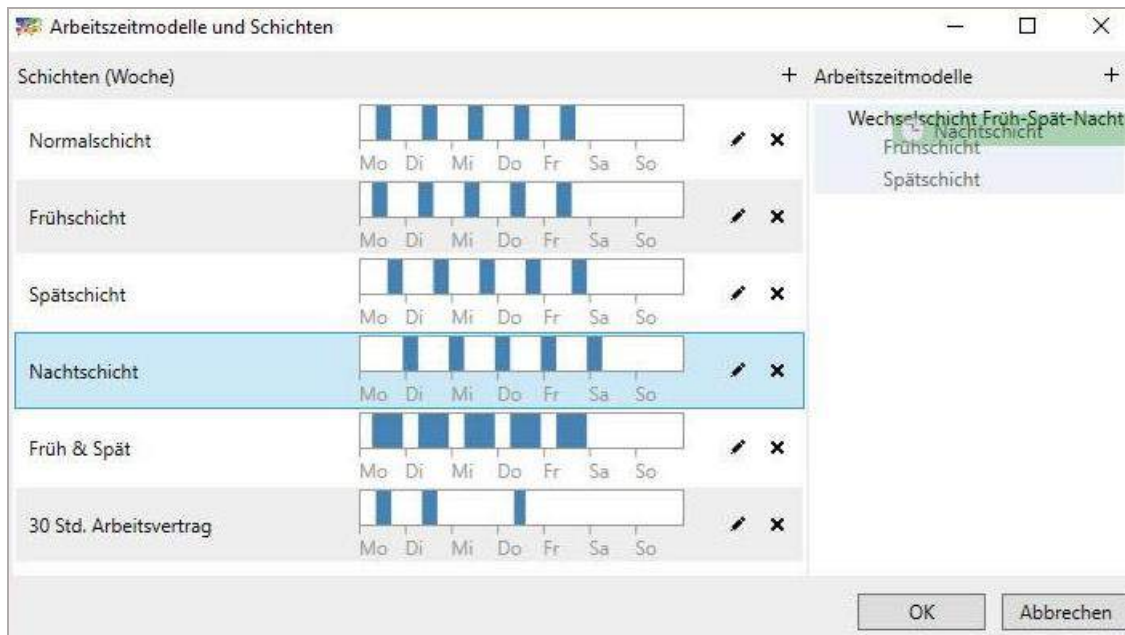 Arbeitszeitmodelle und Schichten
Schichten (Woche)
Normalschicht
Mo Di Mi Do Fr Sa So
Frühschicht
Mo Di Mi Do Fr Sa So
Spätschicht
Mo Di Mi Do Fr Sa So
Nachtschicht
Mo Di Mi Do Fr Sa So
Früh & Spät
Mo Di Mi Do Fr Sa So
30 Std. Arbeitsvertrag
Mo Di Mi Do Fr Sa So
Arbeitszeitmodelle
Wechselschicht Früh-Spät-Nacht
Nachtschicht
Frühschicht
Spätschicht
OK
Abbrechen